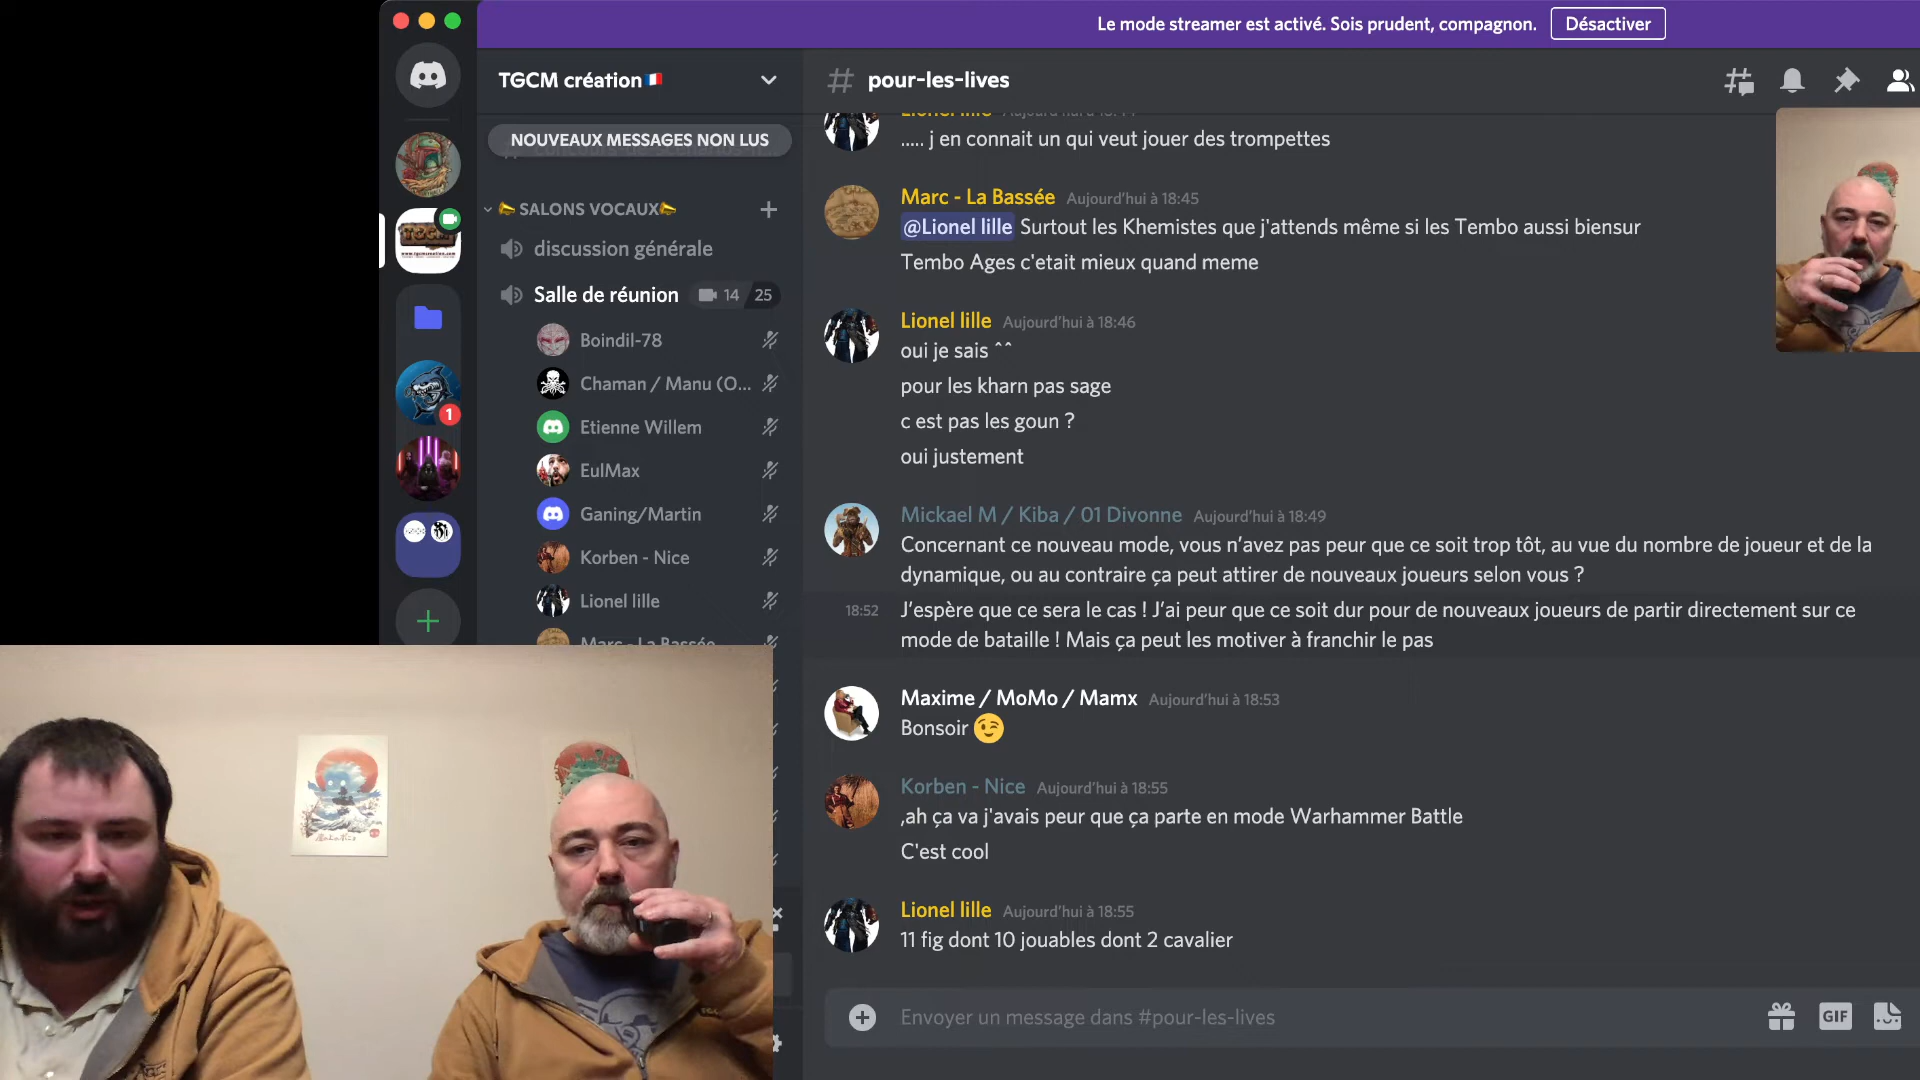 Le mode streamer est activé. Sois prudent, compagnon.
Désactiver
TGCM création
NOUVEAUX MESSAGES NON LUS
SALONS VOCAUX
discussion générale
Salle de réunion 14 25
Boindil-78
Chaman / Manu (O...
Etienne Willem
EulMax
Ganing/Martin
Korben - Nice
Lionel lille
Marc - La Bassée
1
# pour-les-lives
Lionel lille
..... j en connait un qui veut jouer des trompettes
Marc - La Bassée Aujourd’hui à 18:45
@Lionel lille Surtout les Khemistes que j'attends même si les Tembo aussi biensur
Tembo Ages c'etait mieux quand meme
Lionel lille Aujourd’hui à 18:46
oui je sais ^^
pour les kharn pas sage
c est pas les goun ?
oui justement
Mickael M / Kiba / 01 Divonne Aujourd’hui à 18:49
Concernant ce nouveau mode, vous n’avez pas peur que ce soit trop tôt, au vue du nombre de joueur et de la
dynamique, ou au contraire ça peut attirer de nouveaux joueurs selon vous ?
18:52 J’espère que ce sera le cas ! J’ai peur que ce soit dur pour de nouveaux joueurs de partir directement sur ce
mode de bataille ! Mais ça peut les motiver à franchir le pas
Maxime / MoMo / Mamx Aujourd’hui à 18:53
Bonsoir 😉
Korben - Nice Aujourd’hui à 18:55
,ah ça va j'avais peur que ça parte en mode Warhammer Battle
C'est cool
Lionel lille Aujourd’hui à 18:55
11 fig dont 10 jouables dont 2 cavalier
Envoyer un message dans #pour-les-lives
GIF